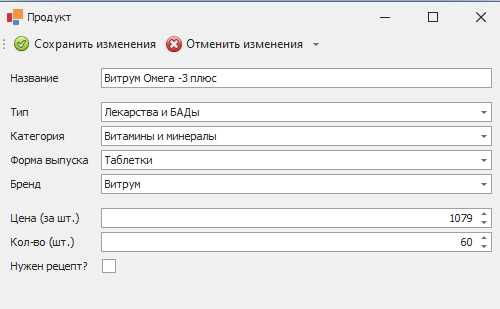 Продукт
Сохранить изменения Отменить изменения
Название Витрум Омега -3 плюс
Тип Лекарства и БАДы
Категория Витамины и минералы
Форма выпуска Таблетки
Бренд Витрум
Цена (за шт.) 1079
Кол-во (шт.) 60
Нужен рецепт?